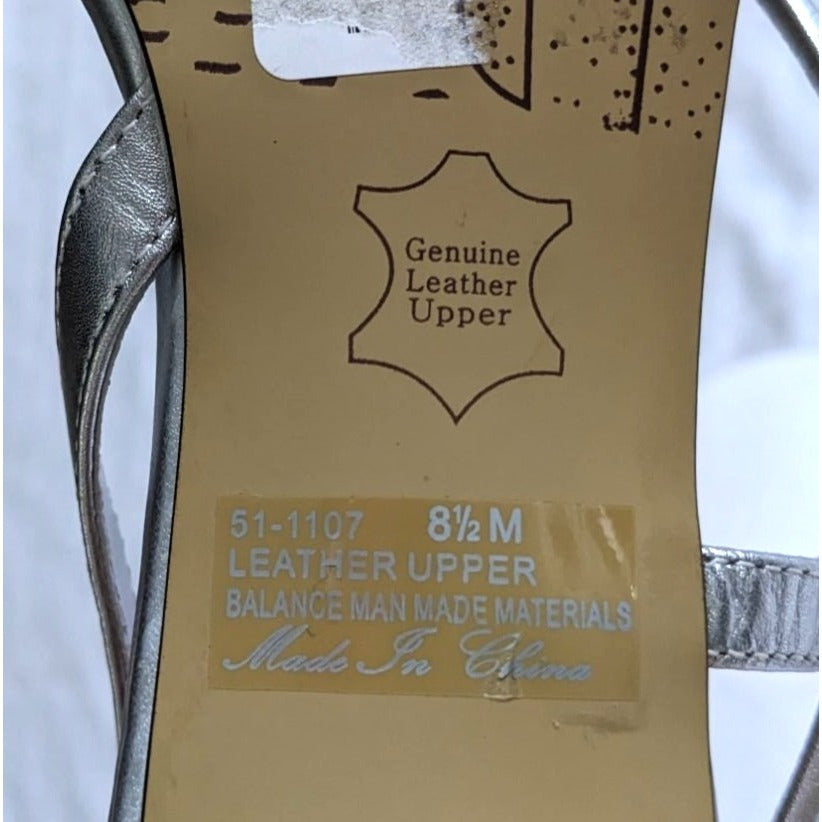 Genuine
Leather
Upper
51-1107 8½ M
LEATHER UPPER
BALANCE MAN MADE MATERIALS
Made In China